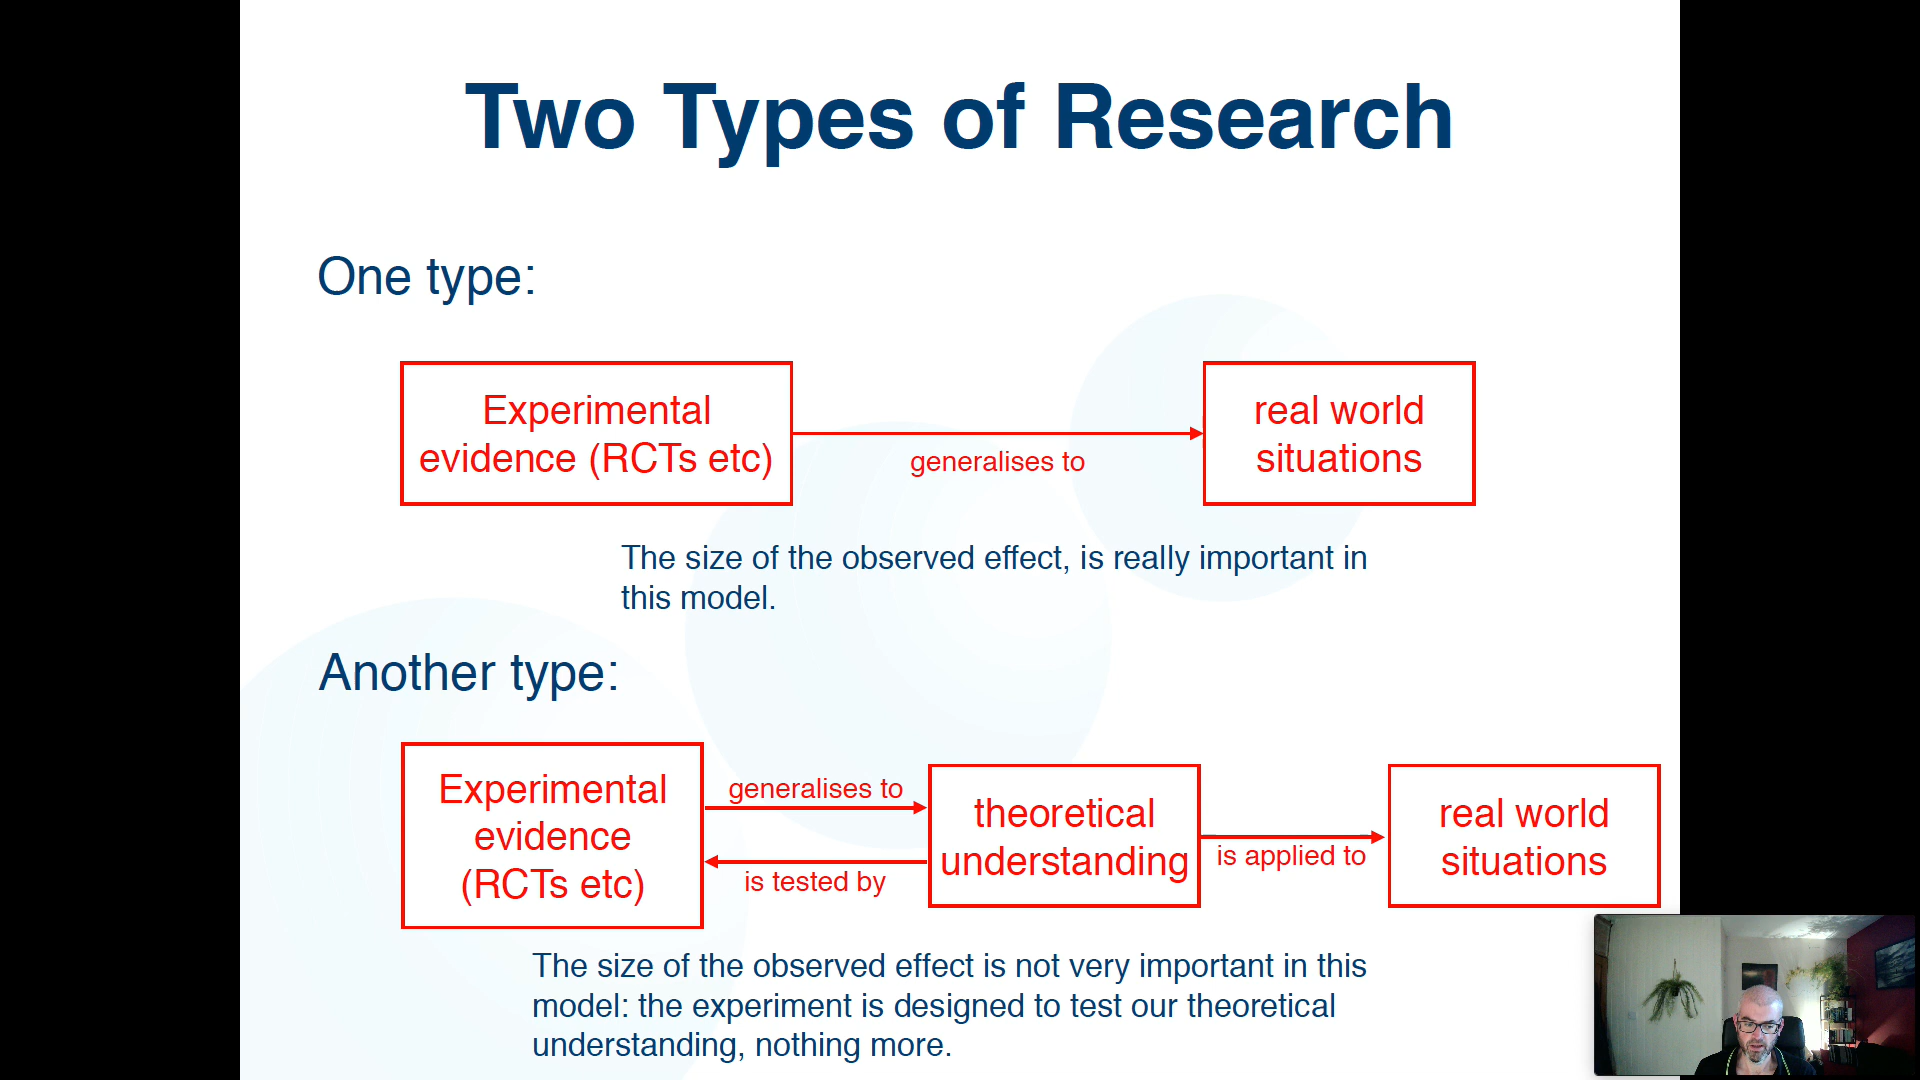 Two Types of Research
One type:
Experimental
evidence (RCTs etc)
generalises to
real world
situations
The size of the observed effect, is really important in
this model.
Another type:
Experimental
evidence
(RCTs etc)
generalises to
is tested by
theoretical
understanding
is applied to
real world
situations
The size of the observed effect is not very important in this
model: the experiment is designed to test our theoretical
understanding, nothing more.